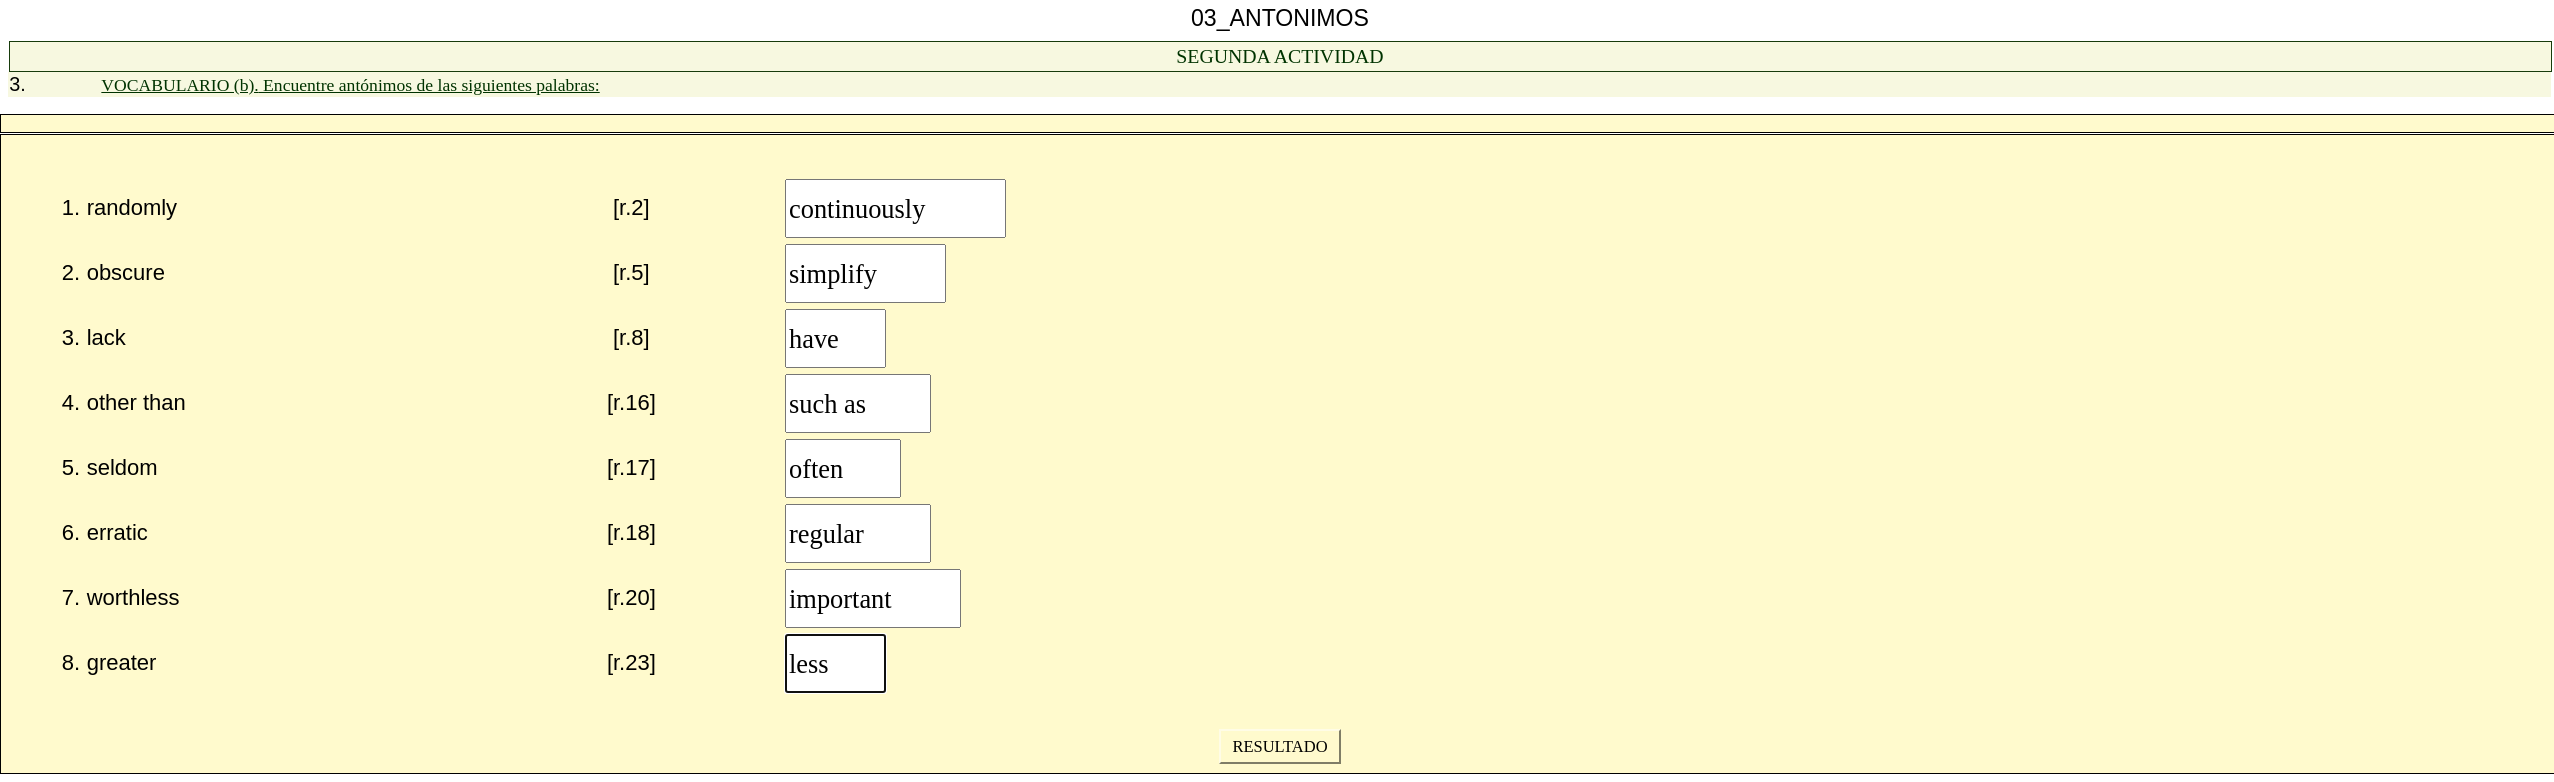 03_ANTONIMOS
SEGUNDA ACTIVIDAD
3. VOCABULARIO (b). Encuentre antónimos de las siguientes palabras:
1. randomly [r.2] continuously
2. obscure [r.5] simplify
3. lack [r.8] have
4. other than [r.16] such as
5. seldom [r.17] often
6. erratic [r.18] regular
7. worthless [r.20] important
8. greater [r.23] less
RESULTADO